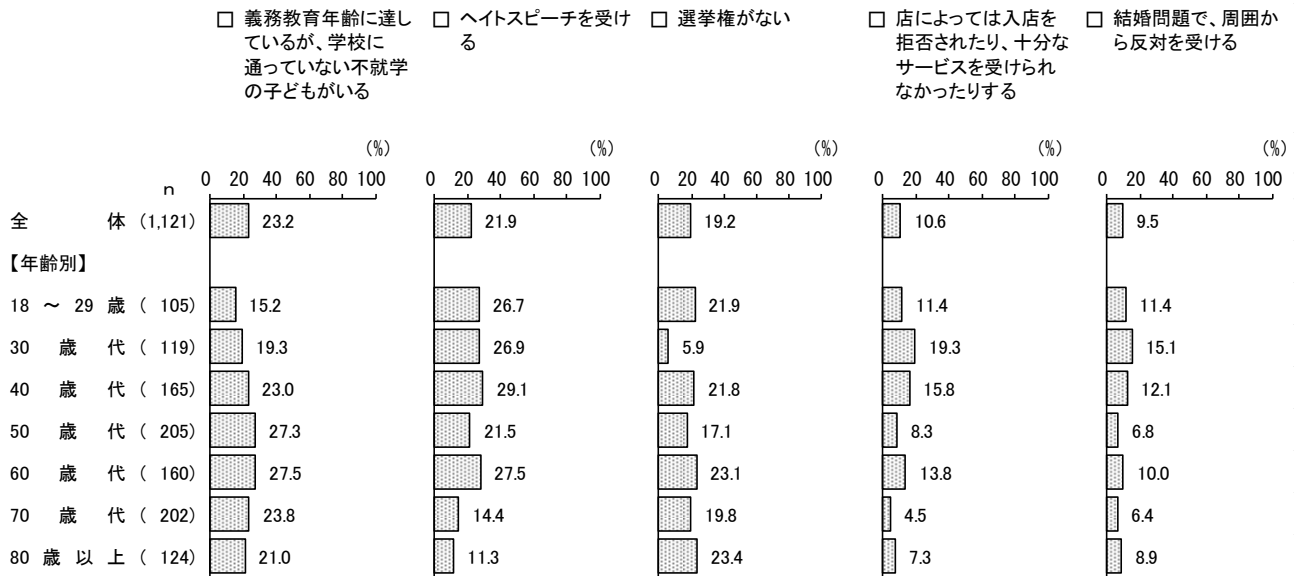 □ 義務教育年齢に達し
ているが、学校に
通っていない不就学
の子どもがいる
□ ヘイトスピーチを受け
る
□ 選挙権がない
□ 店によっては入店を
拒否されたり、十分な
サービスを受けられ
なかったりする
□ 結婚問題で、周囲か
ら反対を受ける
(%) (%) (%) (%) (%)
n 0 20 40 60 80 100 0 20 40 60 80 100 0 20 40 60 80 100 0 20 40 60 80 100 0 20 40 60 80 100
全体 (1,121) 23.2 21.9 19.2 10.6 9.5
【年齢別】
18 ～ 29 歳 ( 105) 15.2 26.7 21.9 11.4 11.4
30 歳 代 ( 119) 19.3 26.9 5.9 19.3 15.1
40 歳 代 ( 165) 23.0 29.1 21.8 15.8 12.1
50 歳 代 ( 205) 27.3 21.5 17.1 8.3 6.8
60 歳 代 ( 160) 27.5 27.5 23.1 13.8 10.0
70 歳 代 ( 202) 23.8 14.4 19.8 4.5 6.4
80 歳 以 上 ( 124) 21.0 11.3 23.4 7.3 8.9